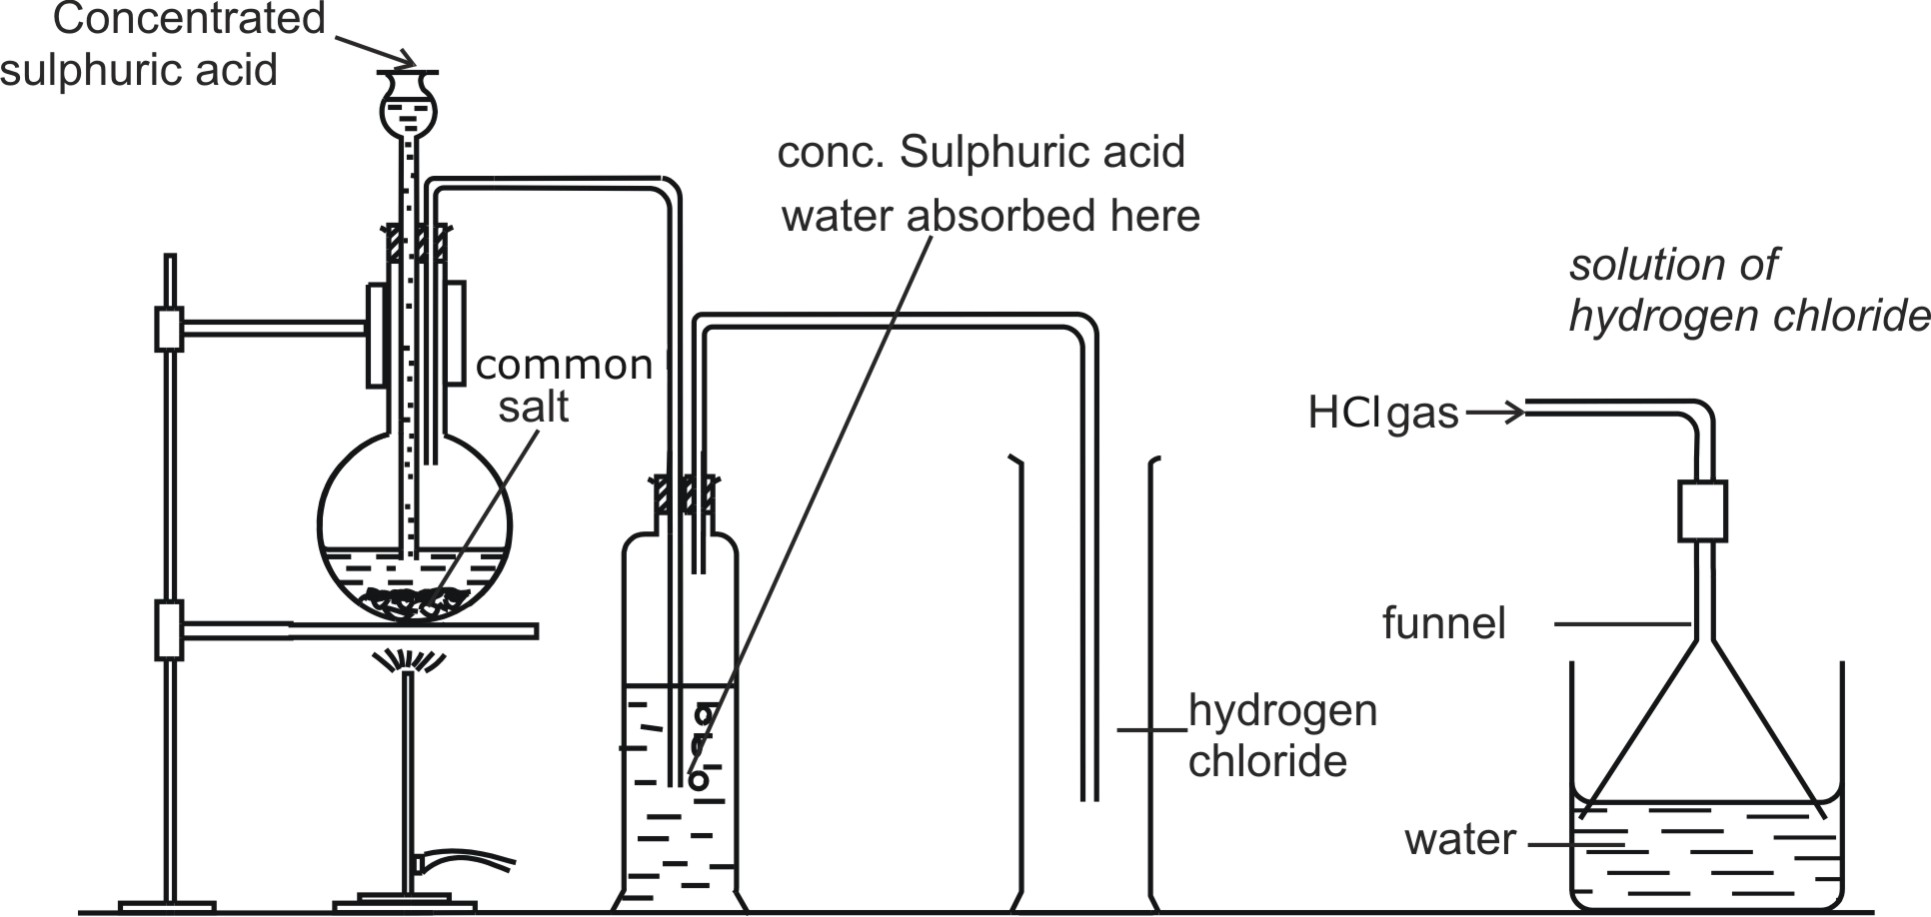 Concentrated
sulphuric acid
conc. Sulphuric acid
water absorbed here
solution of
hydrogen chloride
common
salt
HCl gas
funnel
hydrogen
chloride
water